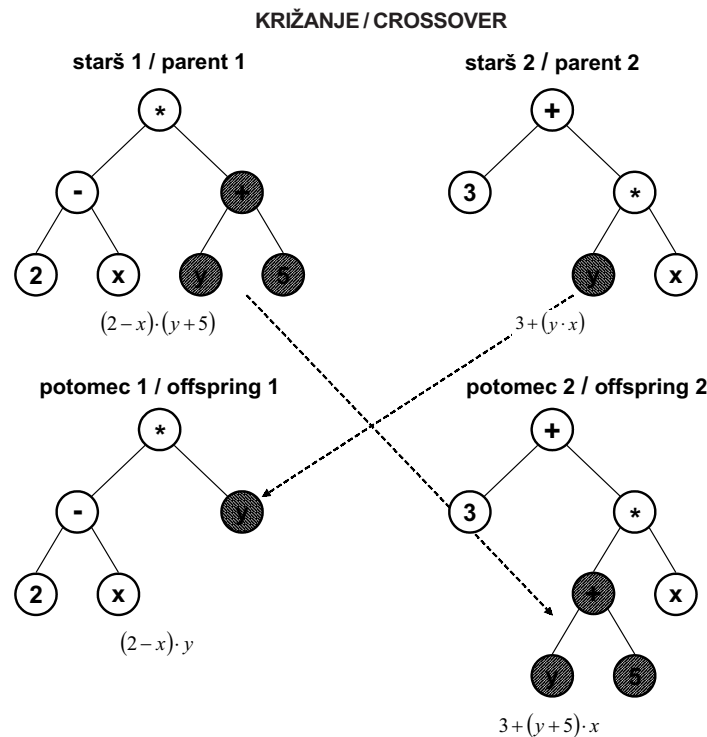 KRIŽANJE / CROSSOVER
starš 1 / parent 1
*
- +
2 x y 5
(2 − x)·(y + 5)
starš 2 / parent 2
+
3 *
y x
3 + (y · x)
potomec 1 / offspring 1
*
- y
2 x
(2 − x)· y
potomec 2 / offspring 2
+
3 *
+ x
y 5
3 + (y + 5)· x